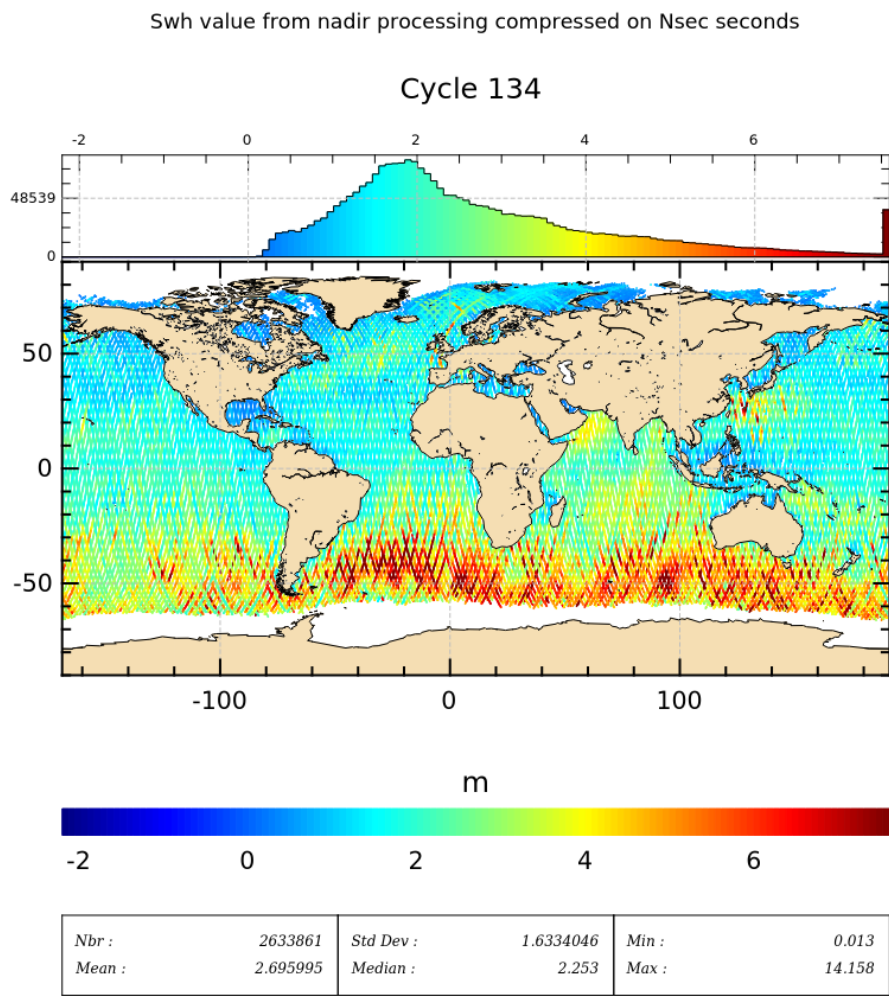 Swh value from nadir processing compressed on Nsec seconds
Cycle 134
-2 0 2 4 6
48539
0
50
0
-50
-100 0 100
m
-2 0 2 4 6
Nbr : 2633861 Std Dev : 1.6334046 Min : 0.013
Mean : 2.695995 Median : 2.253 Max : 14.158